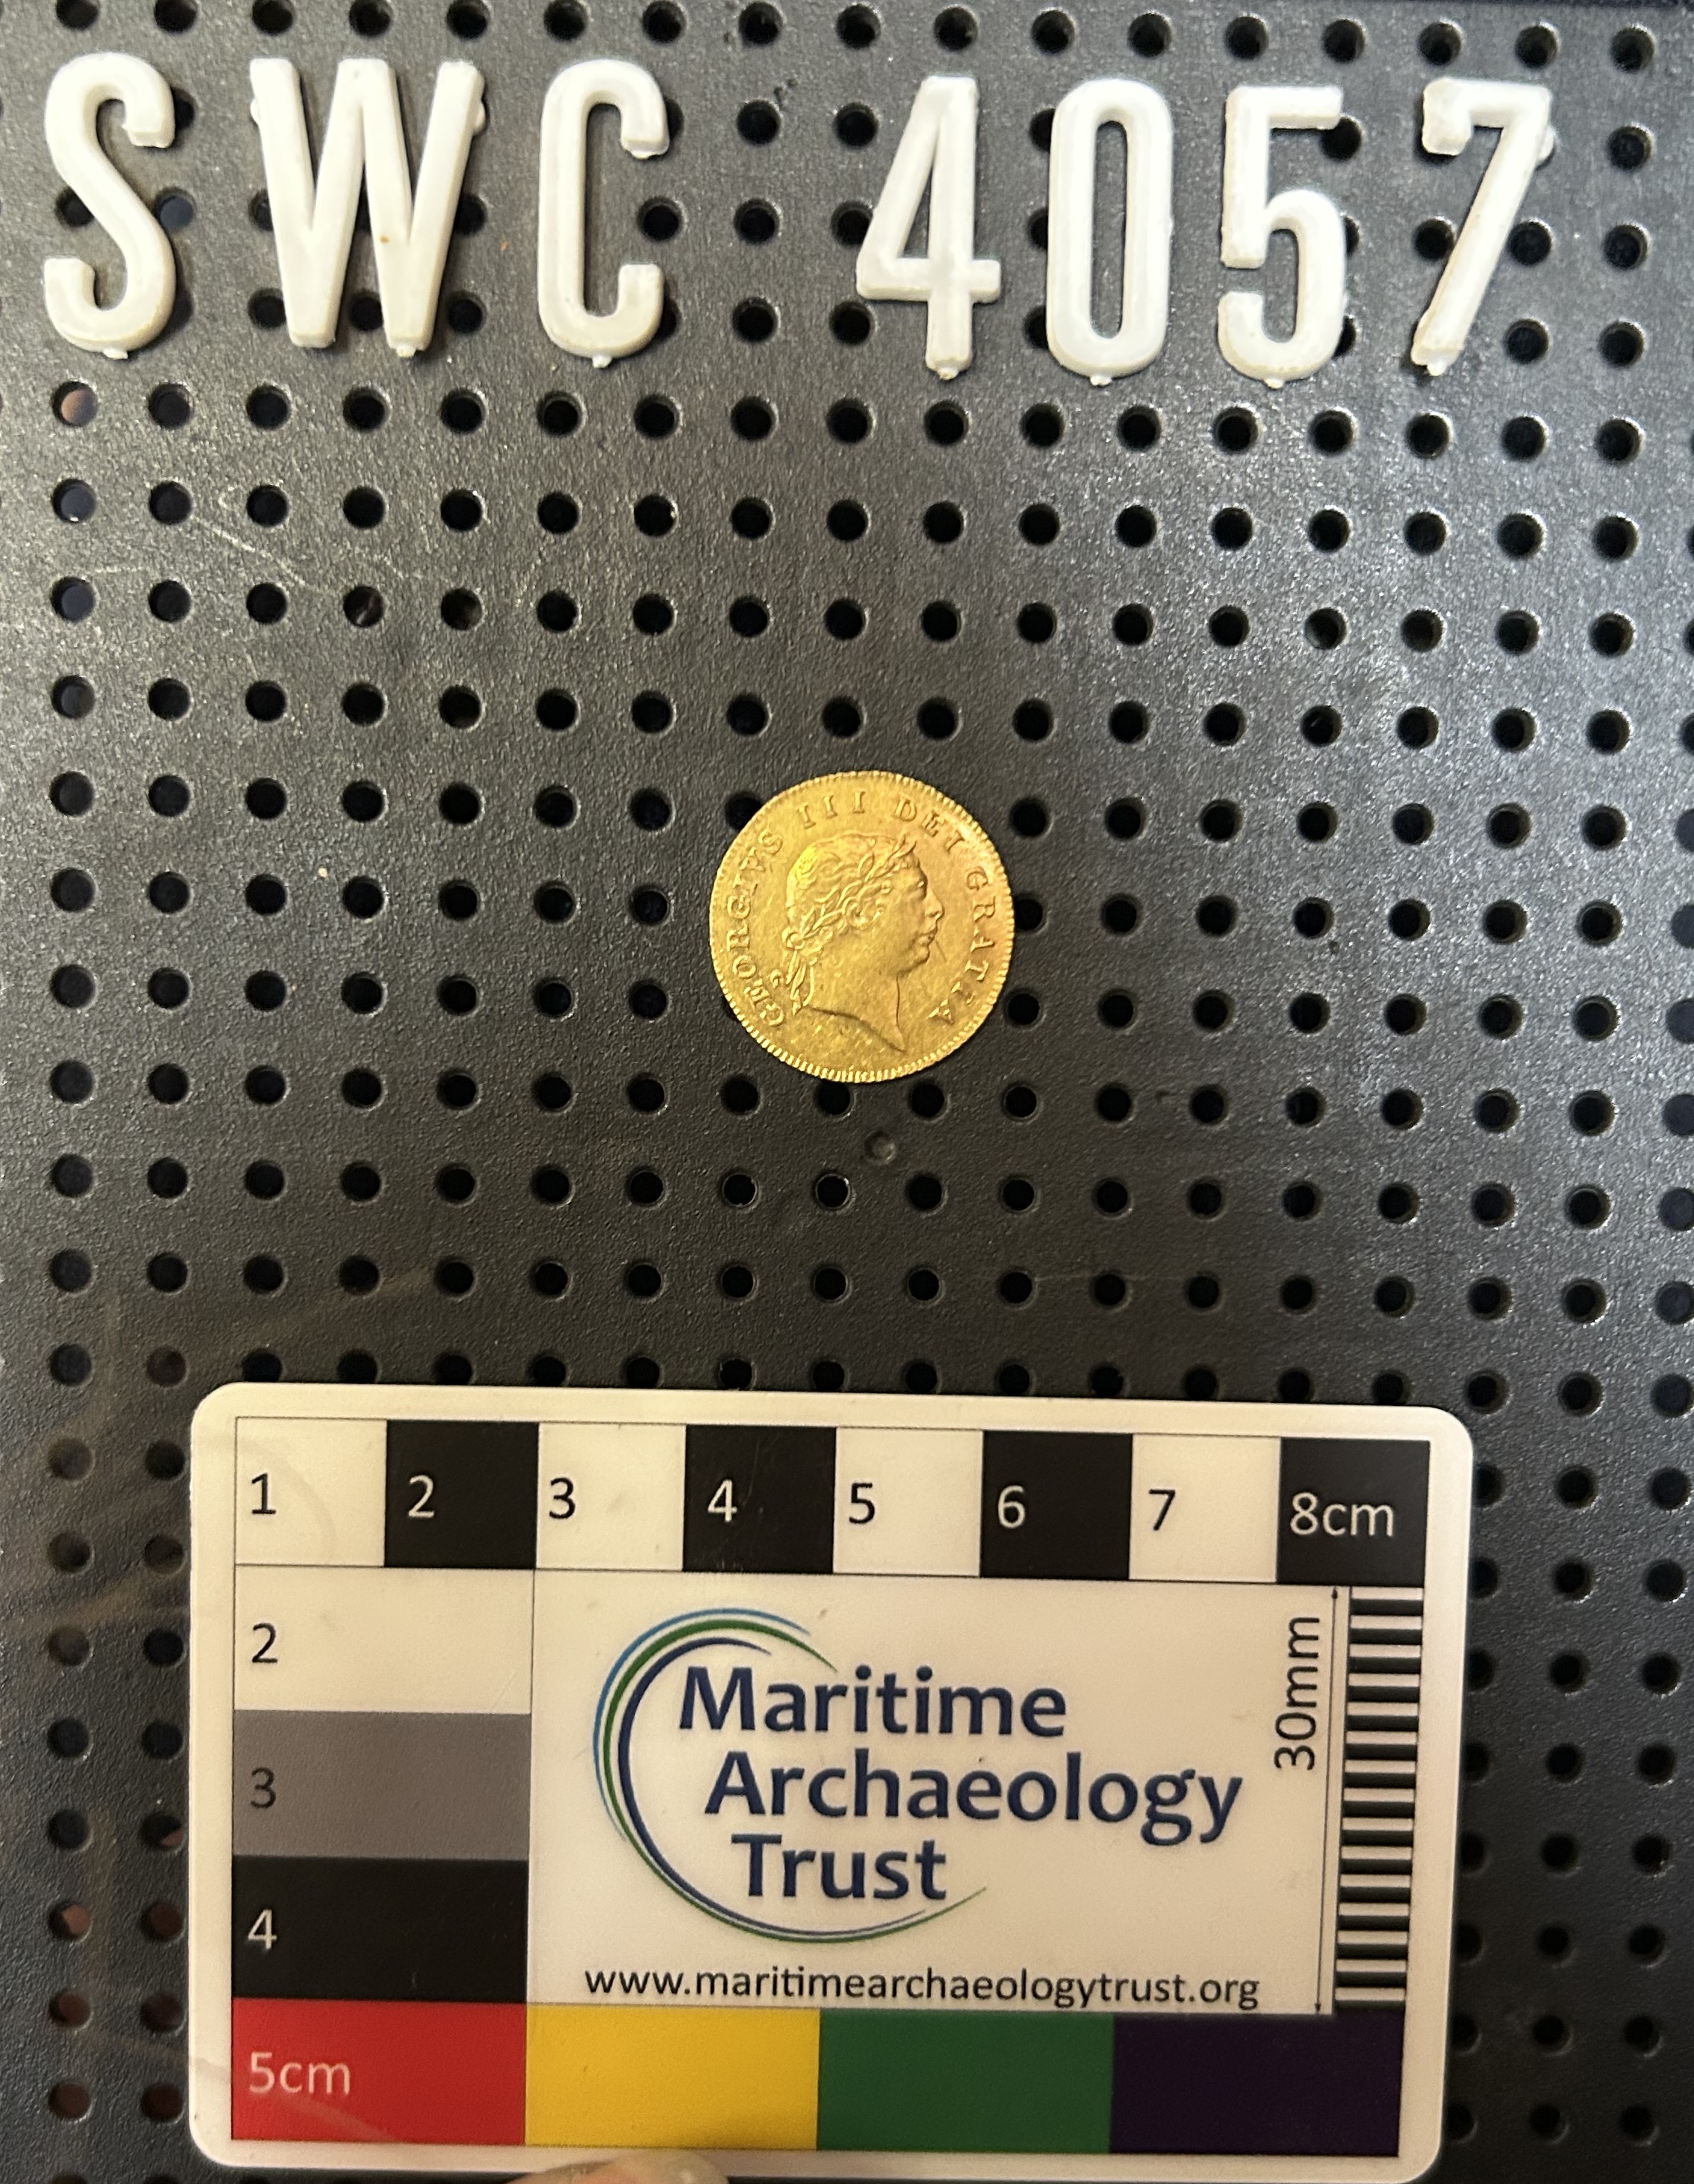 SWC 4057
GEORGIVS III DEI GRATIA
1 2 3 4 5 6 7 8cm
2
3
4
5cm
30mm
Maritime
Archaeology
Trust
www.maritimearchaeologytrust.org